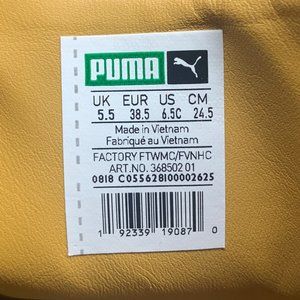 PUMA
UK EUR US CM
5.5 38.5 6.5C 24.5
Made in Vietnam
Fabriqué au Vietnam
FACTORY FTWMC/FVNHC
ART.NO. 368502 01
0818 C055628100002625
1 92339 19087 0